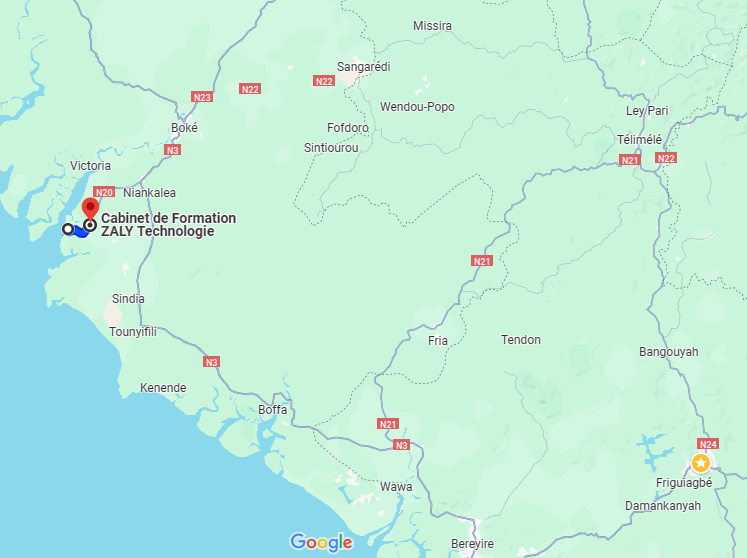 Missira
Sangarédi
N22
N22
N23
Wendou-Popo
Ley Pari
Boké
Fofdoro
Télimélé
N3
Sintiourou
N21
N22
Victoria
N20
Niankalea
Cabinet de Formation
ZALY Technologie
N21
Sindia
Tounyifili
Fria
Tendon
Bangouyah
N3
Kenende
Boffa
N21
N3
N24
Friguiagbé
Wawa
Damankanyah
Google
Bereyire